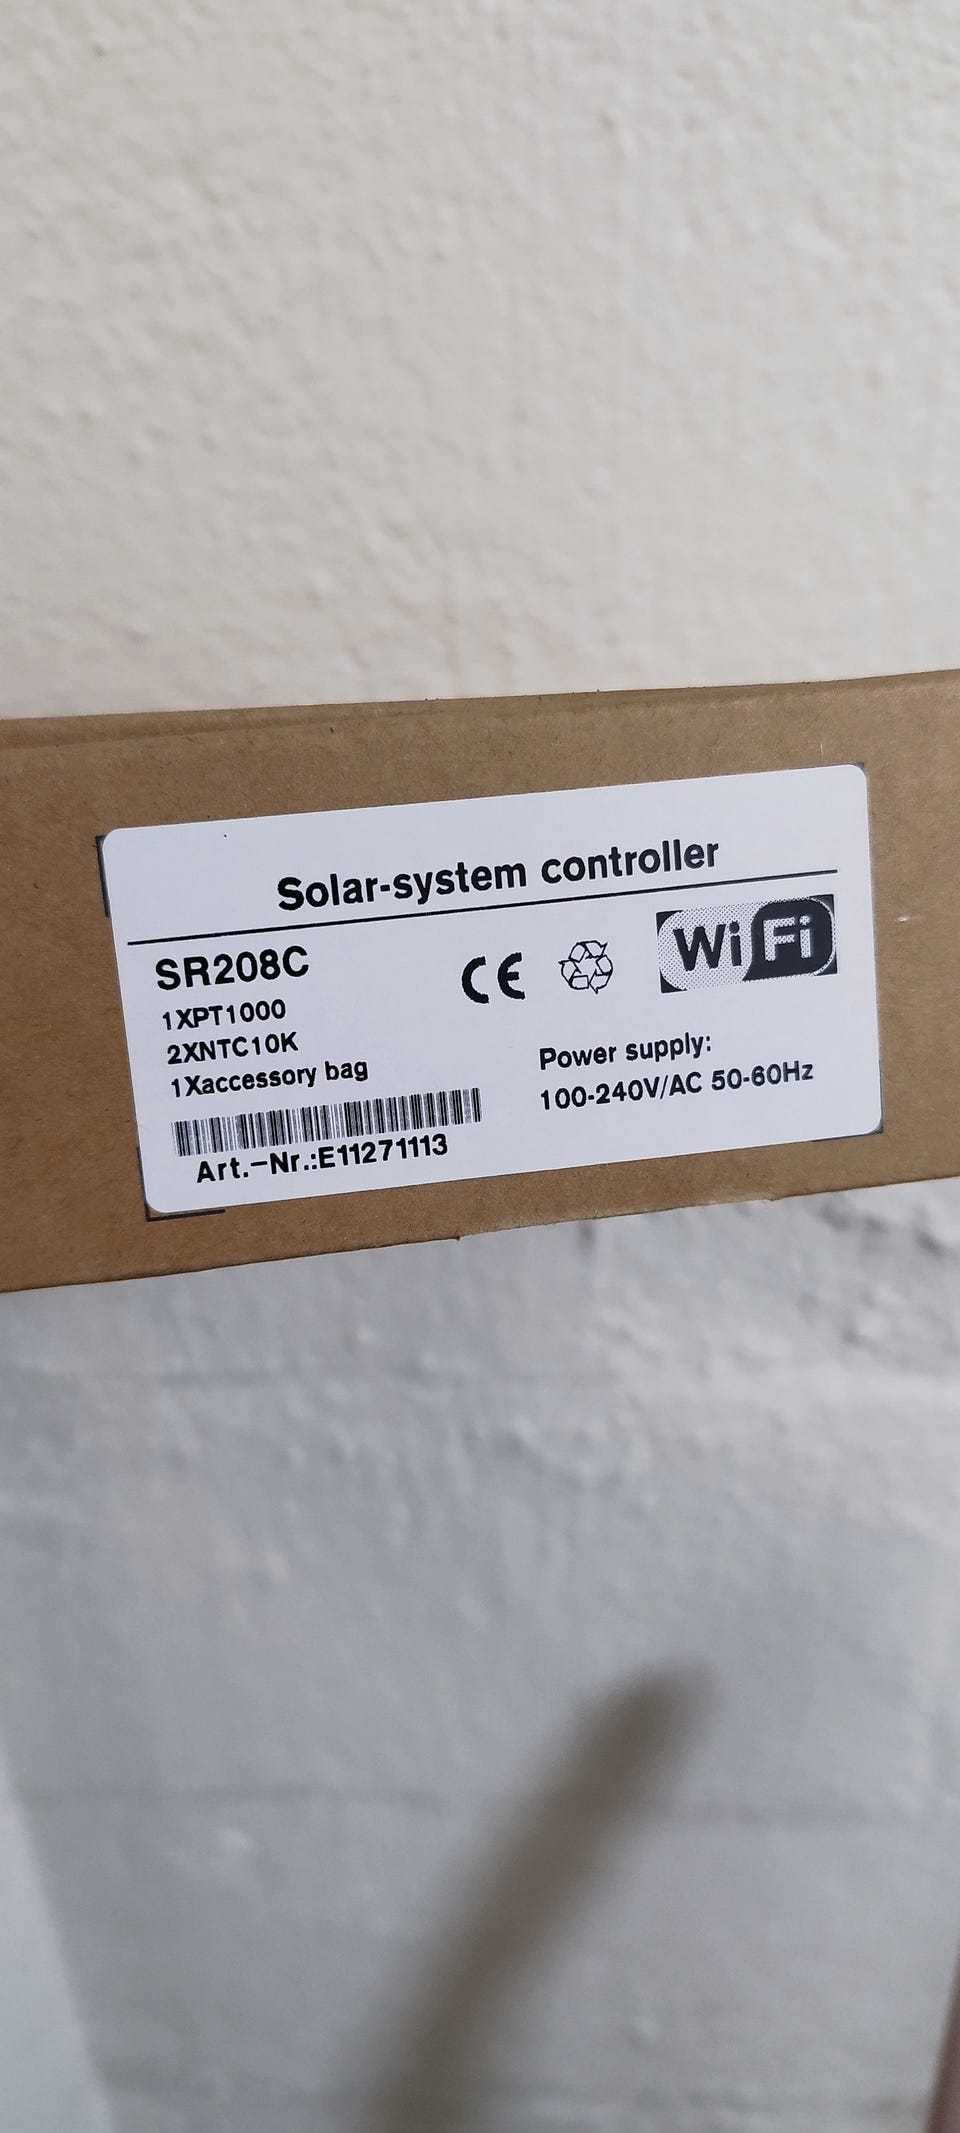 Solar-system controller
SR208C
1XPT1000
2XNTC10K
1Xaccessory bag
Art.-Nr.:E11271113
CE
WiFi
Power supply:
100-240V/AC 50-60Hz